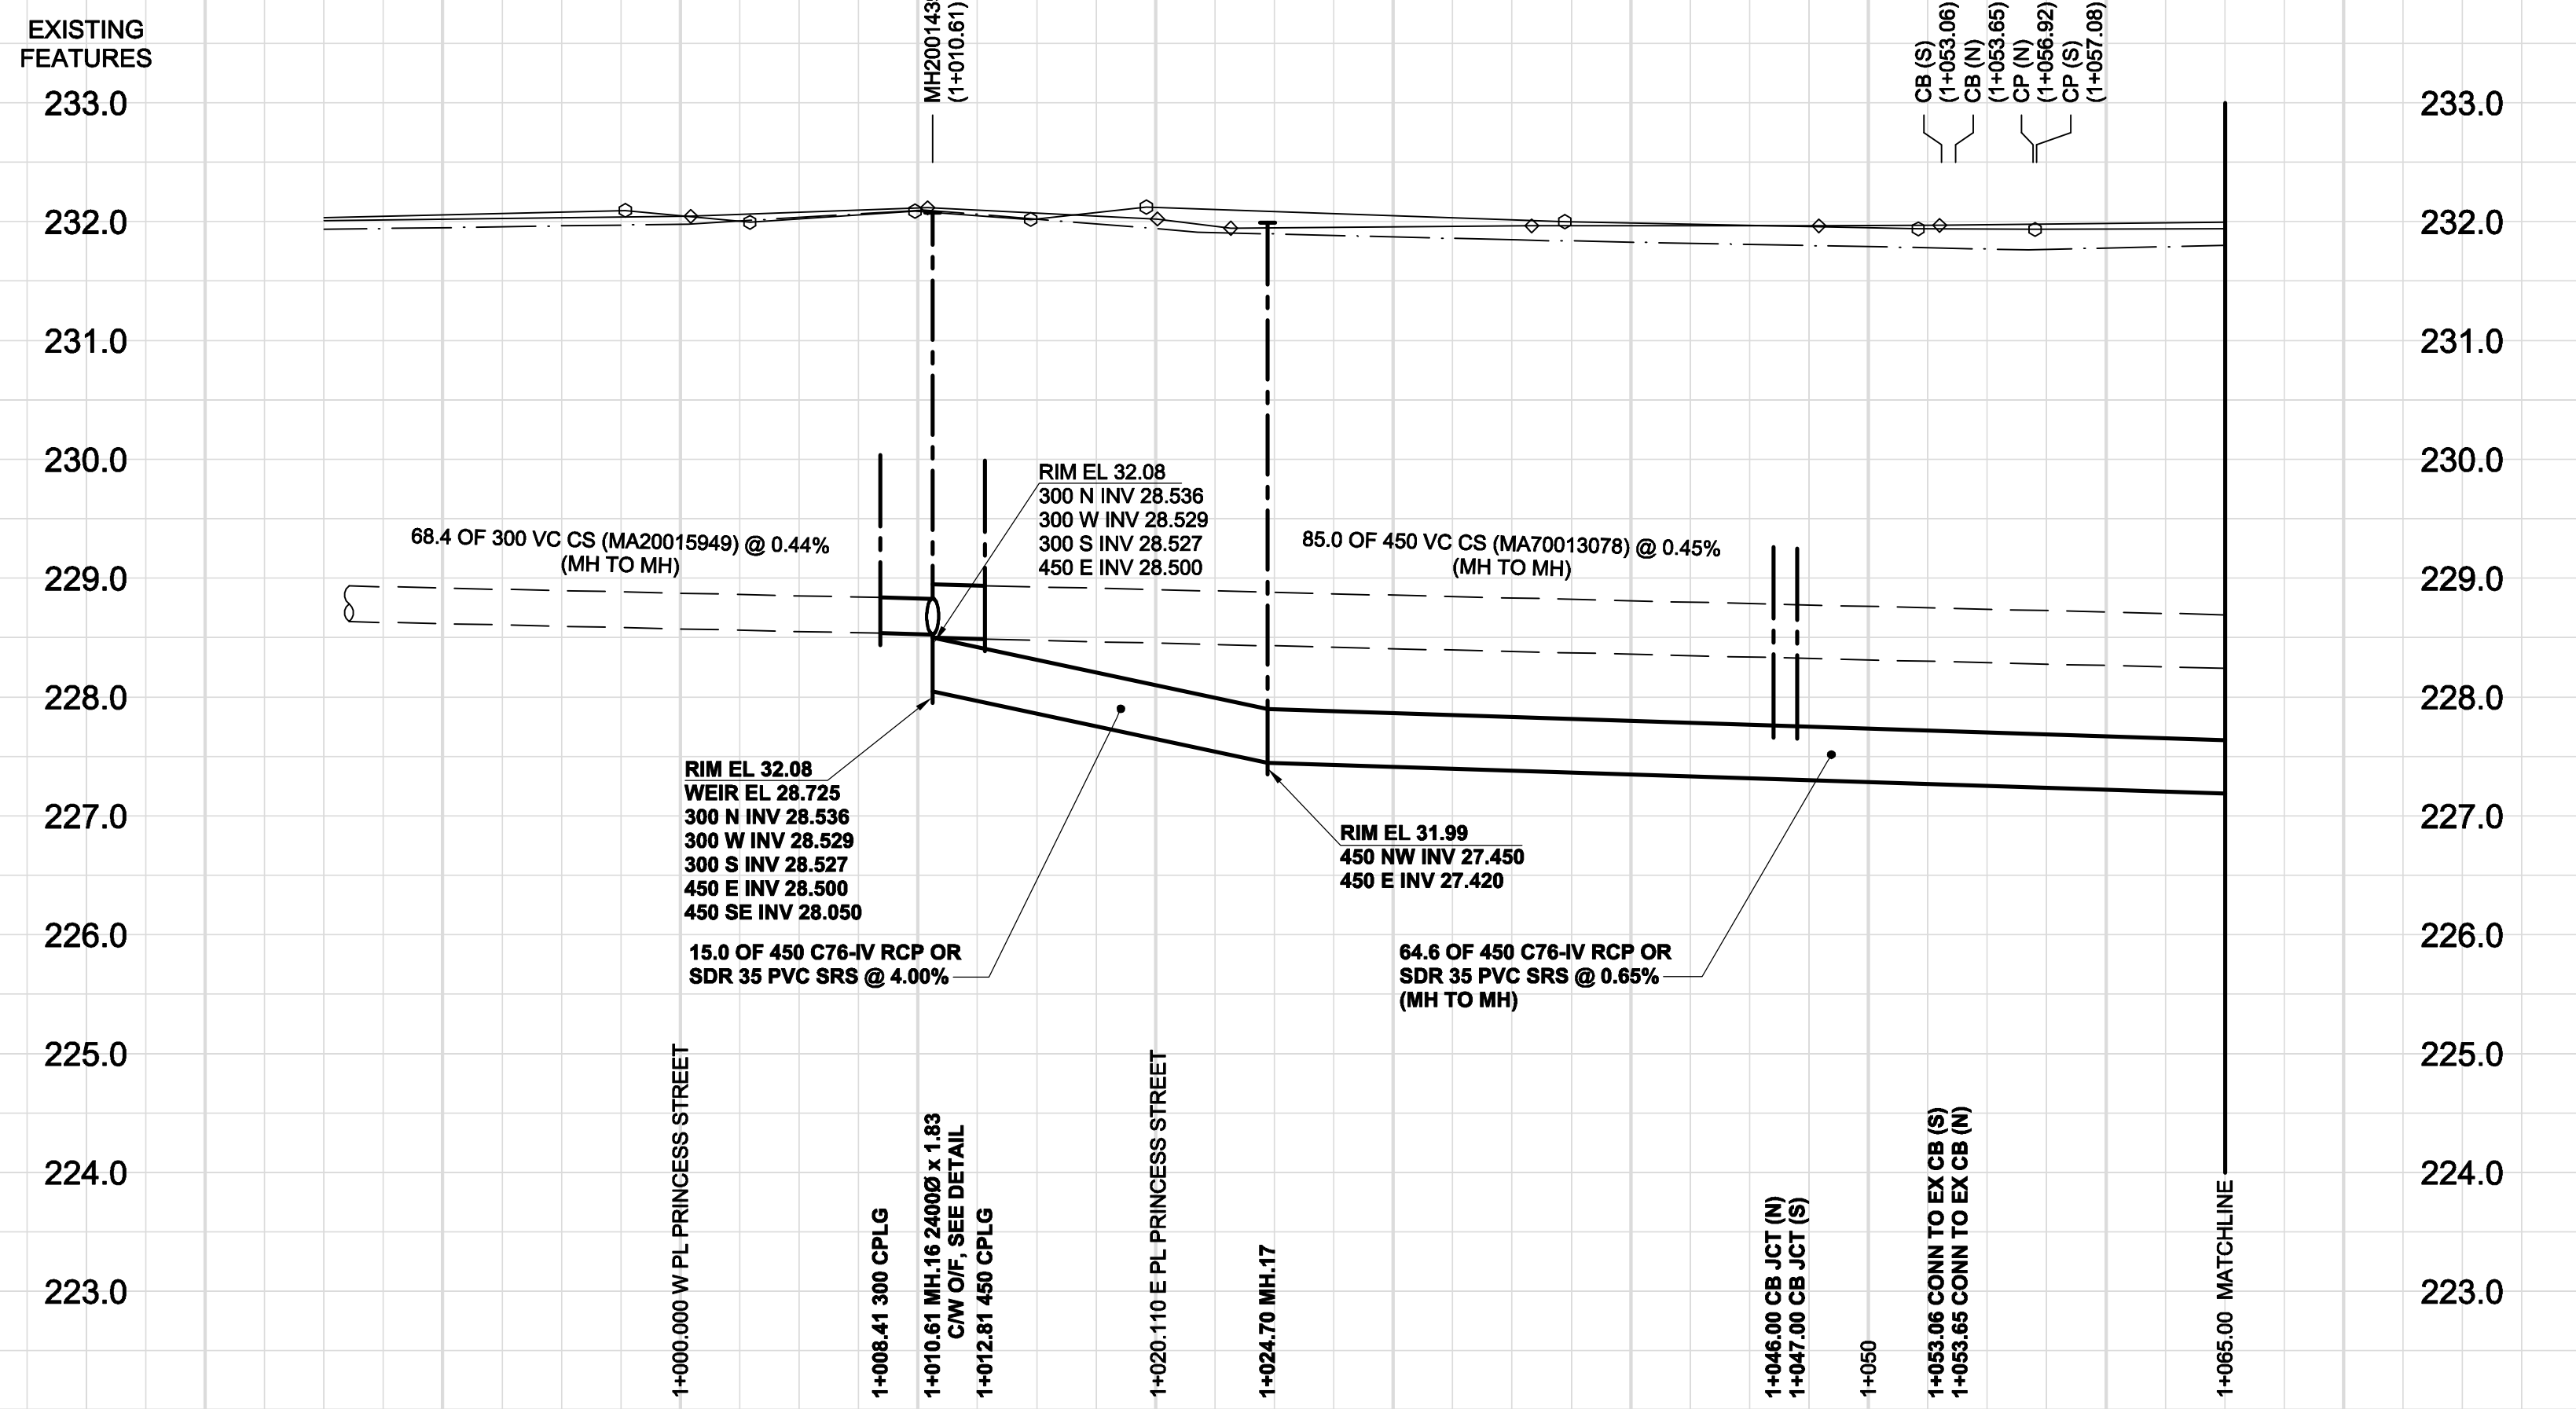 EXISTING
FEATURES
(1+010.61)
CB (S)
(1+053.06)
CB (N)
(1+053.65)
CP (N)
(1+056.92)
CP (S)
(1+057.08)
233.0
233.0
232.0
232.0
231.0
231.0
230.0
230.0
229.0
229.0
228.0
228.0
227.0
227.0
226.0
226.0
225.0
225.0
224.0
224.0
223.0
223.0
68.4 OF 300 VC CS (MA20015949) @ 0.44%
(MH TO MH)
RIM EL 32.08
300 N INV 28.536
300 W INV 28.529
300 S INV 28.527
450 E INV 28.500
85.0 OF 450 VC CS (MA70013078) @ 0.45%
(MH TO MH)
RIM EL 32.08
WEIR EL 28.725
300 N INV 28.536
300 W INV 28.529
300 S INV 28.527
450 E INV 28.500
450 SE INV 28.050
15.0 OF 450 C76-IV RCP OR
SDR 35 PVC SRS @ 4.00%
RIM EL 31.99
450 NW INV 27.450
450 E INV 27.420
64.6 OF 450 C76-IV RCP OR
SDR 35 PVC SRS @ 0.65%
(MH TO MH)
1+000.000 W PL PRINCESS STREET
1+008.41 300 CPLG
1+010.61 MH.16 2400Ø x 1.83
C/W O/F, SEE DETAIL
1+012.81 450 CPLG
1+020.110 E PL PRINCESS STREET
1+024.70 MH.17
1+046.00 CB JCT (N)
1+047.00 CB JCT (S)
1+050
1+053.06 CONN TO EX CB (S)
1+053.65 CONN TO EX CB (N)
1+065.00 MATCHLINE